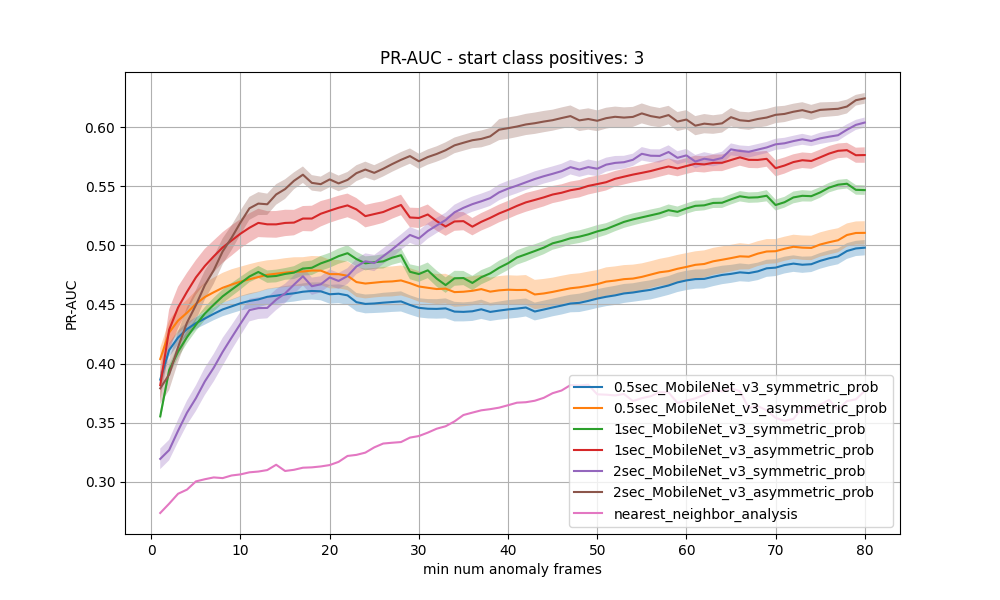 PR-AUC - start class positives: 3
PR-AUC
0.60
0.55
0.50
0.45
0.40
0.35
0.30
0.5sec_MobileNet_v3_symmetric_prob
0.5sec_MobileNet_v3_asymmetric_prob
1sec_MobileNet_v3_symmetric_prob
1sec_MobileNet_v3_asymmetric_prob
2sec_MobileNet_v3_symmetric_prob
2sec_MobileNet_v3_asymmetric_prob
nearest_neighbor_analysis
0 10 20 30 40 50 60 70 80
min num anomaly frames